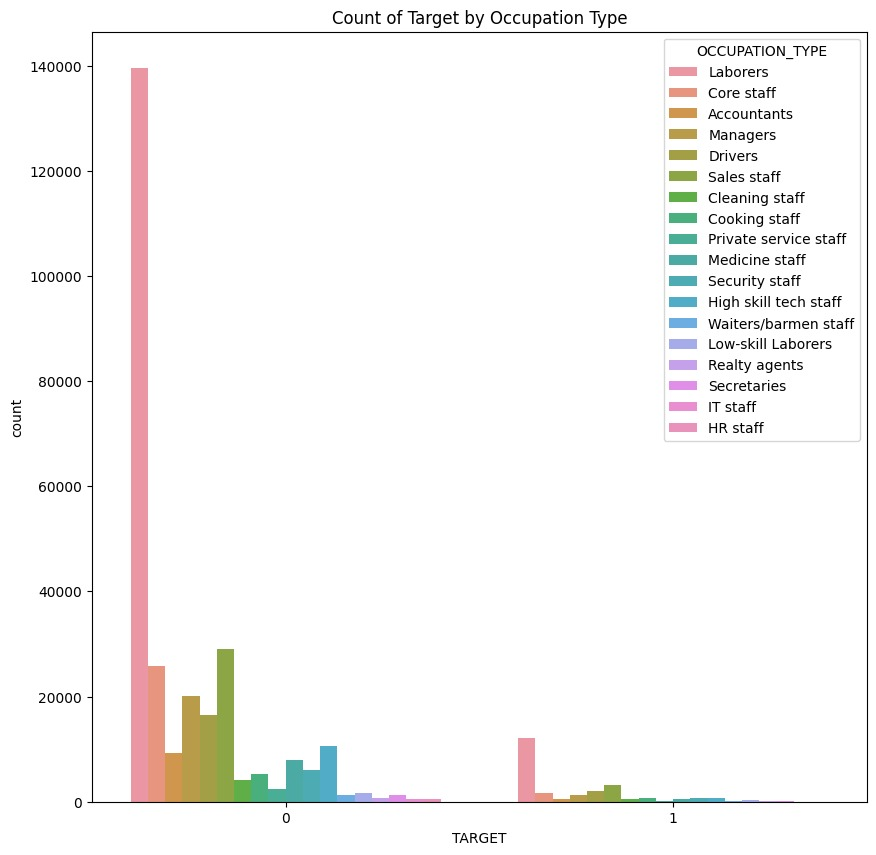 Count of Target by Occupation Type
OCCUPATION_TYPE
Laborers
Core staff
Accountants
Managers
Drivers
Sales staff
Cleaning staff
Cooking staff
Private service staff
Medicine staff
Security staff
High skill tech staff
Waiters/barmen staff
Low-skill Laborers
Realty agents
Secretaries
IT staff
HR staff
count
140000
120000
100000
80000
60000
40000
20000
0
0
1
TARGET